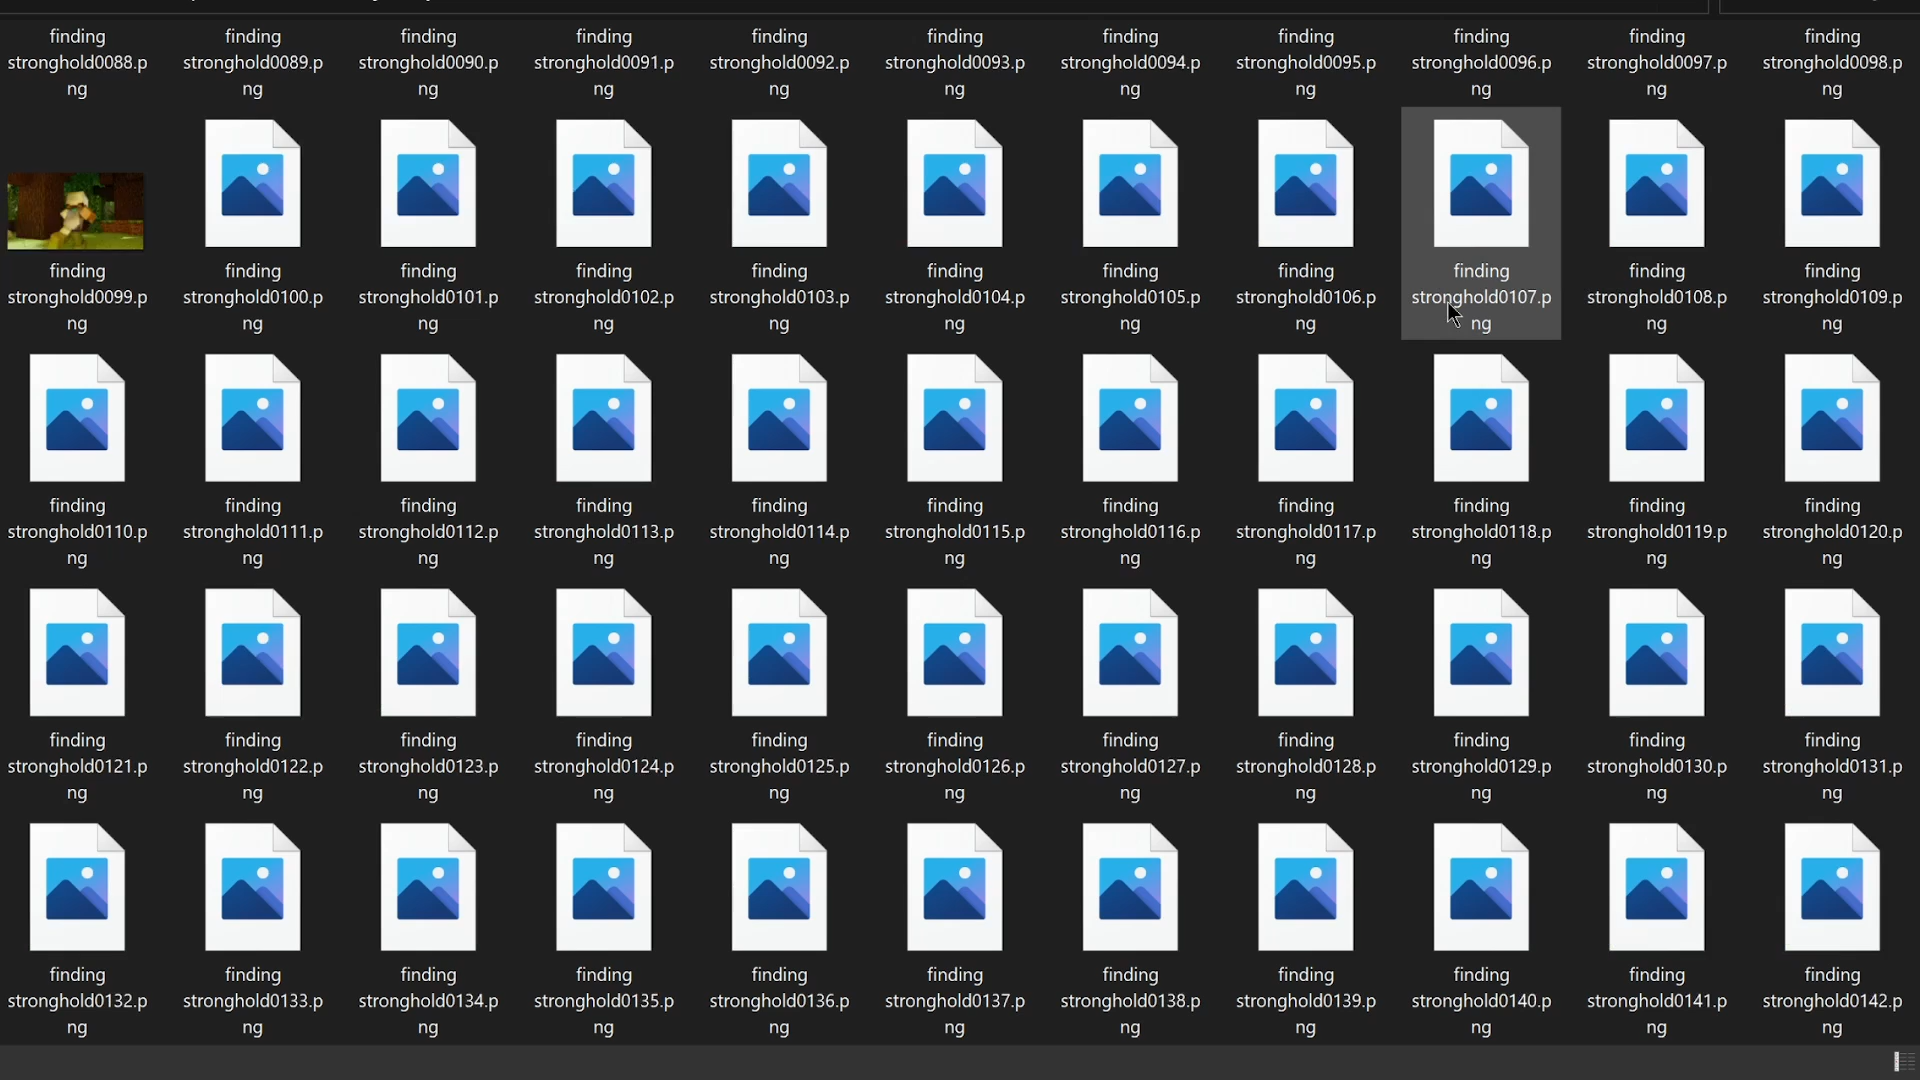 finding finding finding finding finding finding finding finding finding finding finding
stronghold0088.p stronghold0089.p stronghold0090.p stronghold0091.p stronghold0092.p stronghold0093.p stronghold0094.p stronghold0095.p stronghold0096.p stronghold0097.p stronghold0098.p
ng ng ng ng ng ng ng ng ng ng ng
finding finding finding finding finding finding finding finding finding finding finding
stronghold0099.p stronghold0100.p stronghold0101.p stronghold0102.p stronghold0103.p stronghold0104.p stronghold0105.p stronghold0106.p stronghold0107.p stronghold0108.p stronghold0109.p
ng ng ng ng ng ng ng ng ng ng ng
finding finding finding finding finding finding finding finding finding finding finding
stronghold0110.p stronghold0111.p stronghold0112.p stronghold0113.p stronghold0114.p stronghold0115.p stronghold0116.p stronghold0117.p stronghold0118.p stronghold0119.p stronghold0120.p
ng ng ng ng ng ng ng ng ng ng ng
finding finding finding finding finding finding finding finding finding finding finding
stronghold0121.p stronghold0122.p stronghold0123.p stronghold0124.p stronghold0125.p stronghold0126.p stronghold0127.p stronghold0128.p stronghold0129.p stronghold0130.p stronghold0131.p
ng ng ng ng ng ng ng ng ng ng ng
finding finding finding finding finding finding finding finding finding finding finding
stronghold0132.p stronghold0133.p stronghold0134.p stronghold0135.p stronghold0136.p stronghold0137.p stronghold0138.p stronghold0139.p stronghold0140.p stronghold0141.p stronghold0142.p
ng ng ng ng ng ng ng ng ng ng ng